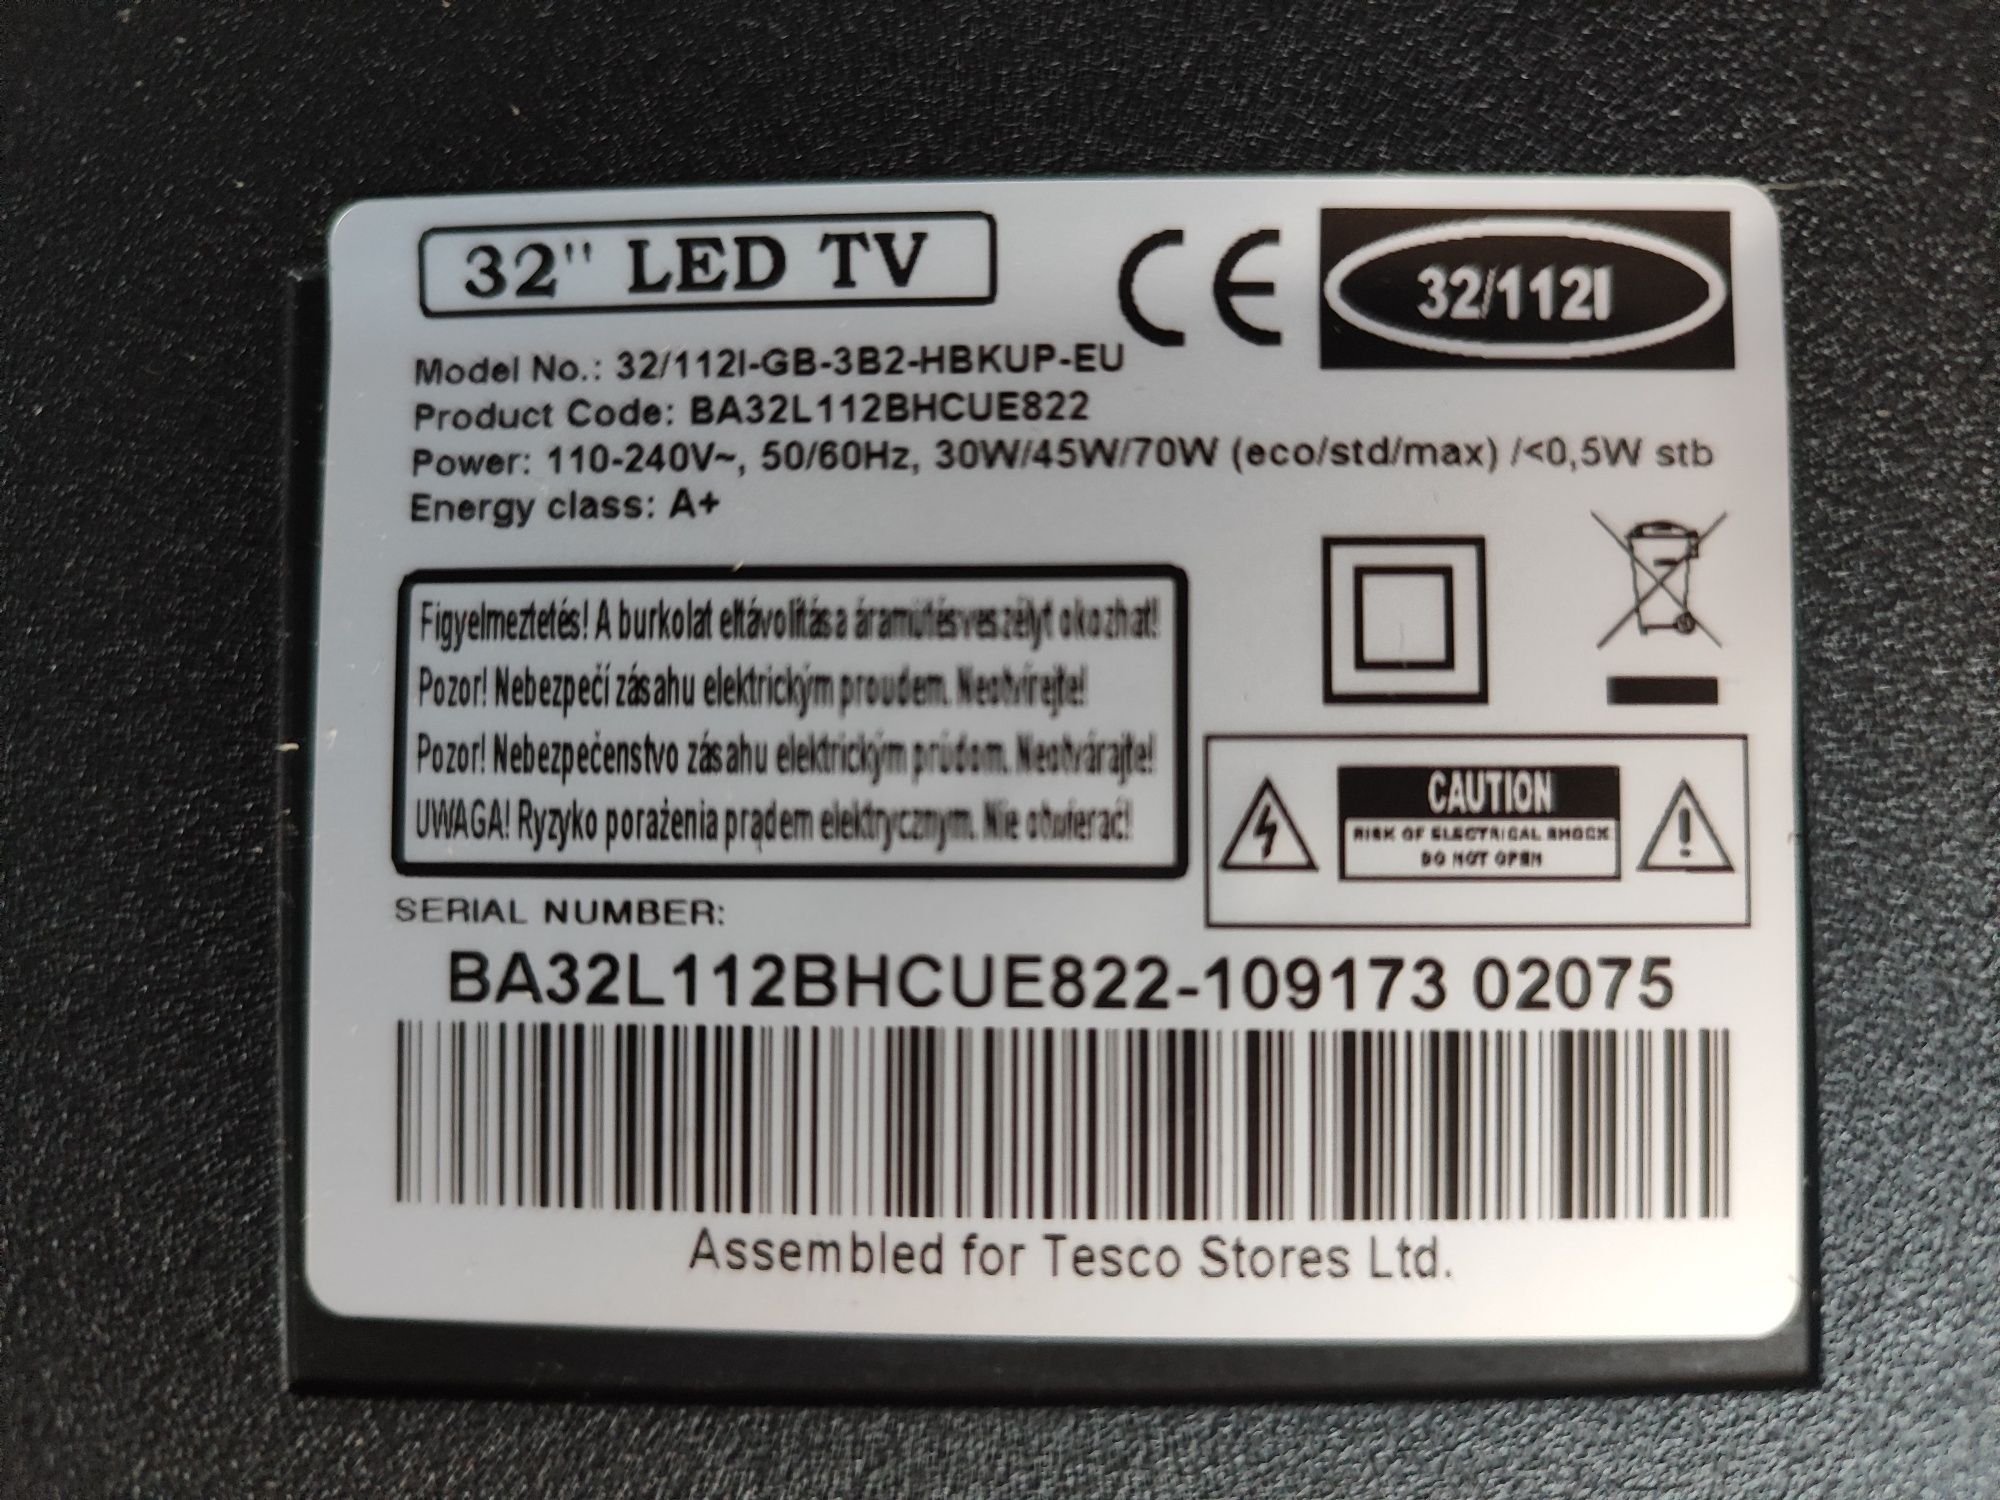 32" LED TV
CE
32/112I
Model No.: 32/112I-GB-3B2-HBKUP-EU
Product Code: BA32L112BHCUE822
Power: 110-240V~, 50/60Hz, 30W/45W/70W (eco/std/max) /<0,5W stb
Energy class: A+
Figyelmeztetés! A burkolat eltávolítása áramütésveszélyt okozhat!
Pozor! Nebezpečí zásahu elektrickým proudem. Neotvírejte!
Pozor! Nebezpečenstvo zásahu elektrickým prúdom. Neotvárajte!
UWAGA! Ryzyko porażenia prądem elektrycznym. Nie otwierać!
CAUTION
RISK OF ELECTRICAL SHOCK
DO NOT OPEN
SERIAL NUMBER:
BA32L112BHCUE822-109173 02075
Assembled for Tesco Stores Ltd.